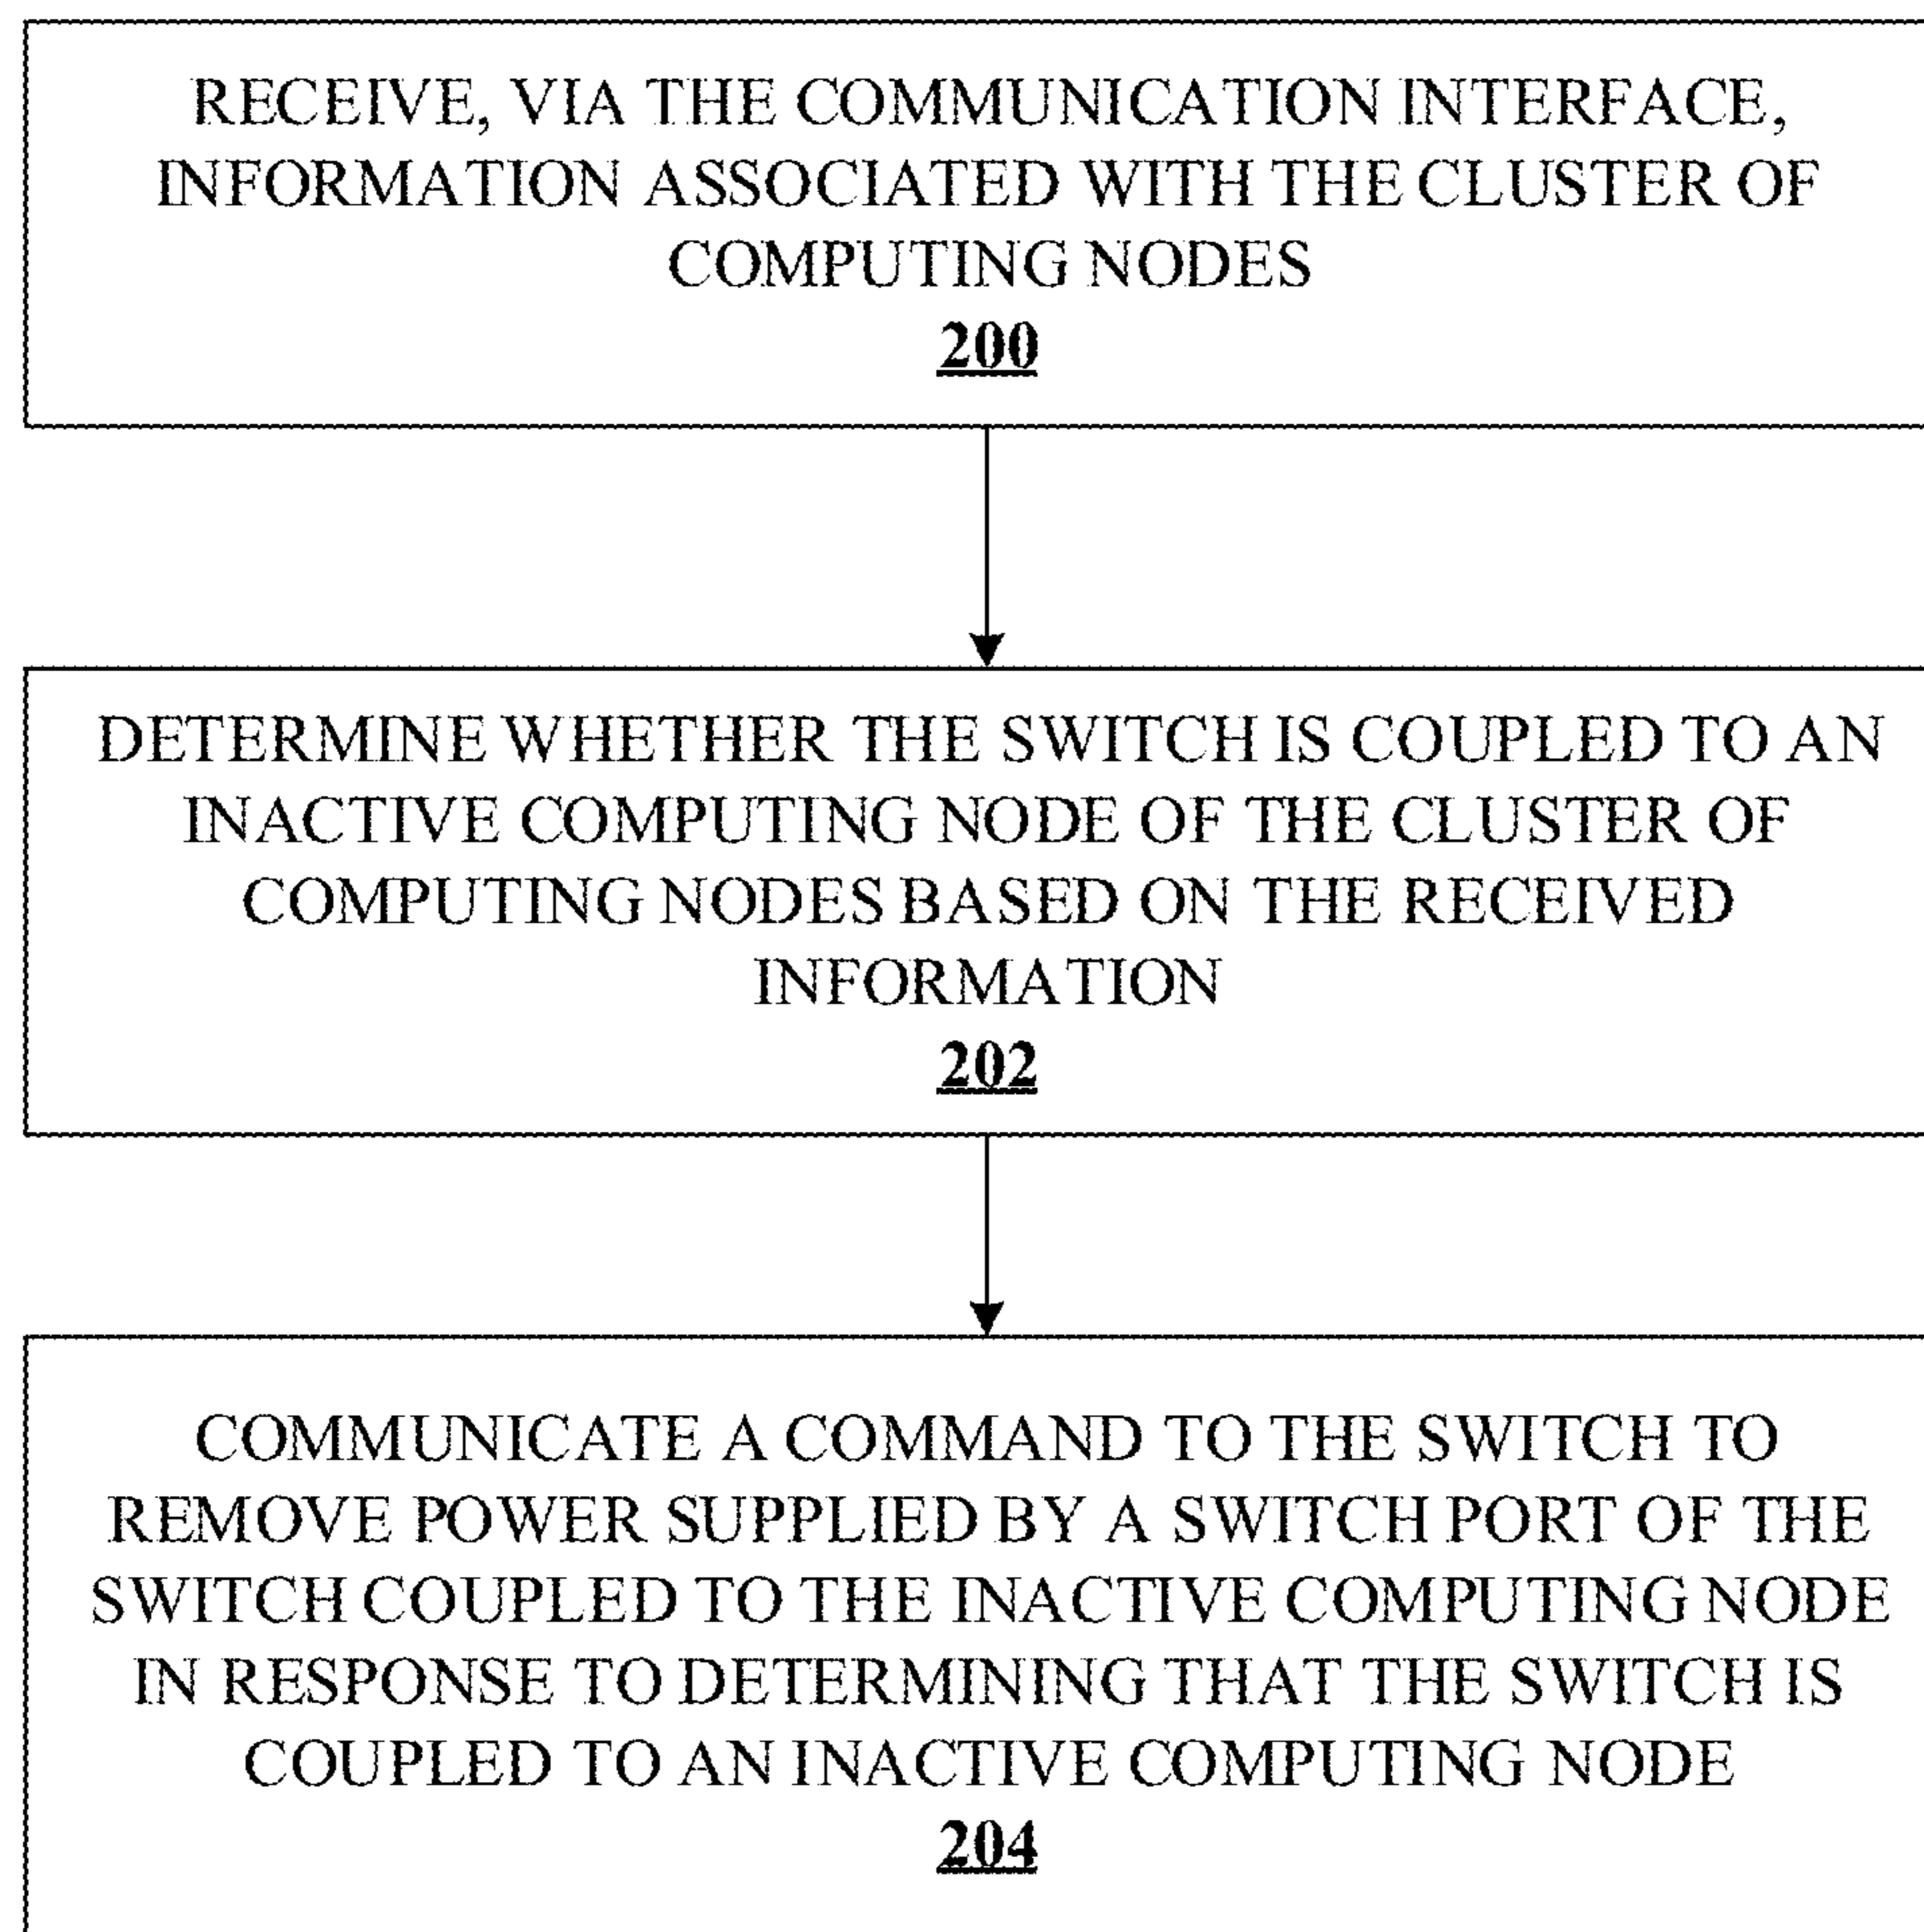 RECEIVE, VIA THE COMMUNICATION INTERFACE,
INFORMATION ASSOCIATED WITH THE CLUSTER OF
COMPUTING NODES
200
DETERMINE WHETHER THE SWITCH IS COUPLED TO AN
INACTIVE COMPUTING NODE OF THE CLUSTER OF
COMPUTING NODES BASED ON THE RECEIVED
INFORMATION
202
COMMUNICATE A COMMAND TO THE SWITCH TO
REMOVE POWER SUPPLIED BY A SWITCH PORT OF THE
SWITCH COUPLED TO THE INACTIVE COMPUTING NODE
IN RESPONSE TO DETERMINING THAT THE SWITCH IS
COUPLED TO AN INACTIVE COMPUTING NODE
204